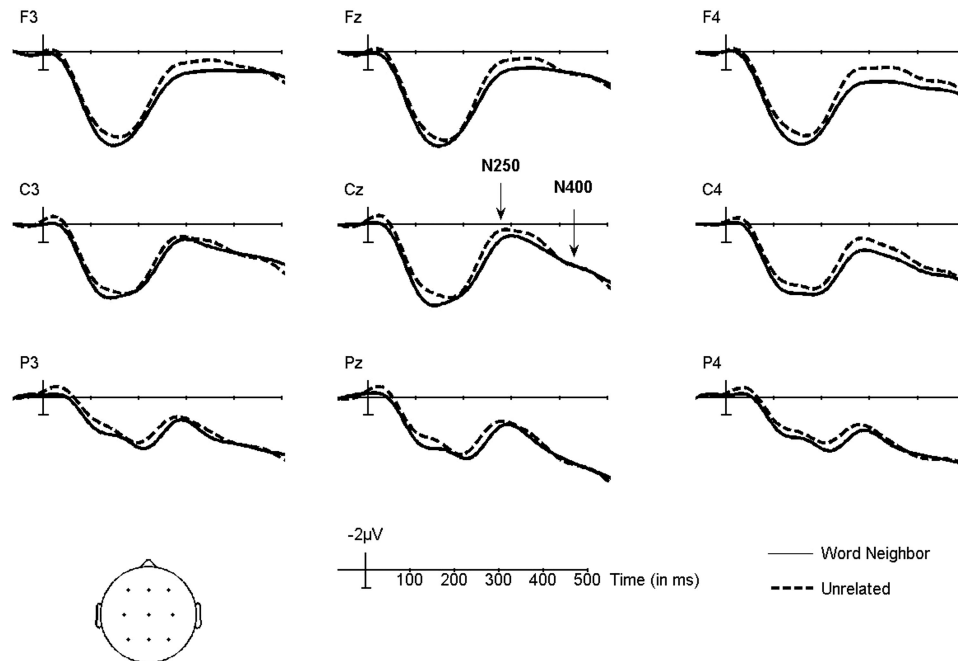 F3
Fz
F4
C3
Cz
N250
N400
C4
P3
Pz
P4
-2µV
100 200 300 400 500 Time (in ms)
Word Neighbor
Unrelated